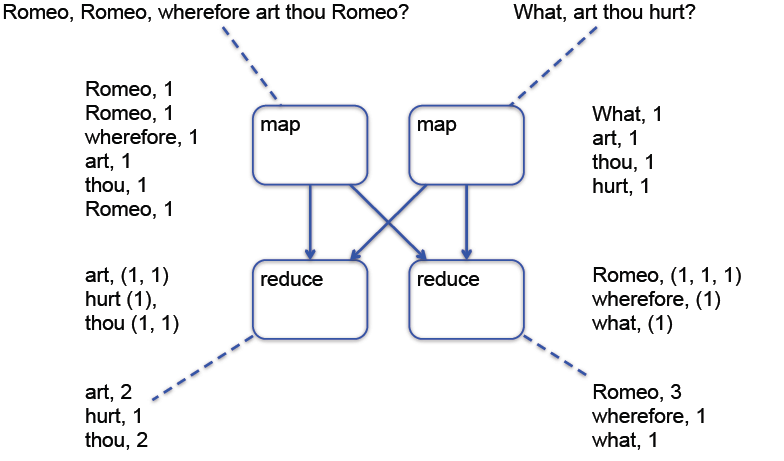 Romeo, Romeo, wherefore art thou Romeo?
What, art thou hurt?
Romeo, 1
Romeo, 1
wherefore, 1
art, 1
thou, 1
Romeo, 1
map
map
What, 1
art, 1
thou, 1
hurt, 1
art, (1, 1)
hurt (1),
thou (1, 1)
reduce
reduce
Romeo, (1, 1, 1)
wherefore, (1)
what, (1)
art, 2
hurt, 1
thou, 2
Romeo, 3
wherefore, 1
what, 1